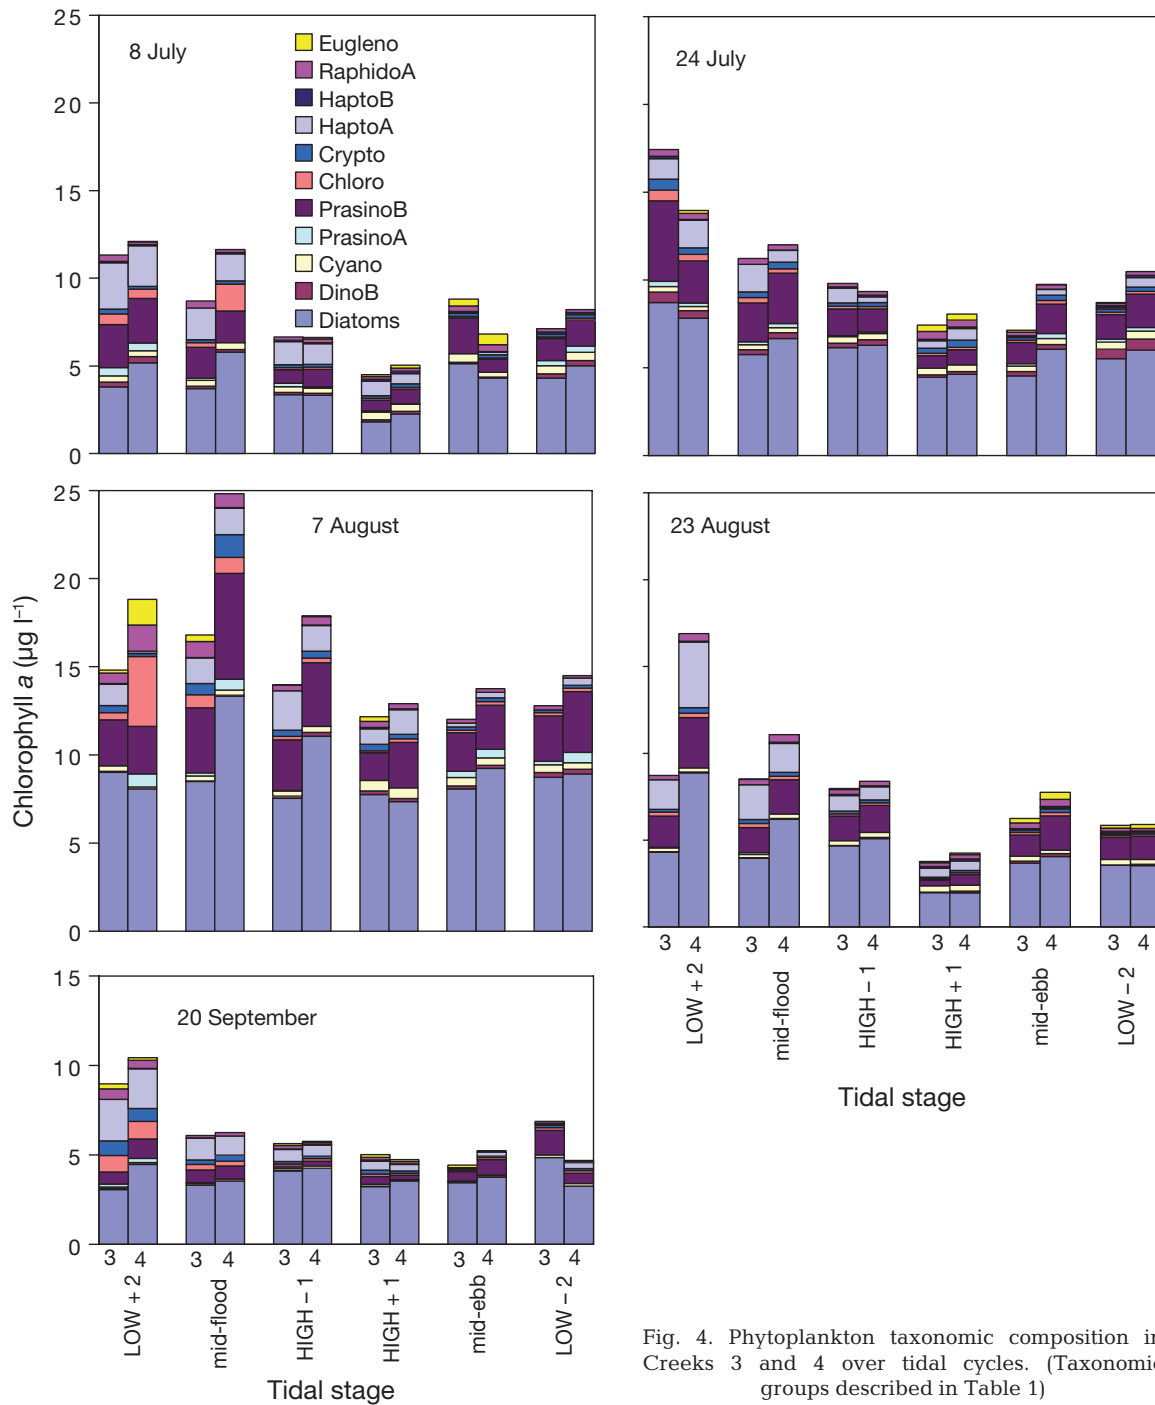 25
20
15
10
5
0
8 July
Eugleno
RaphidoA
HaptoB
HaptoA
Crypto
Chloro
PrasinoB
PrasinoA
Cyano
DinoB
Diatoms
24 July
25
20
15
10
5
0
7 August
23 August
Chlorophyll a (µg l⁻¹)
3 4 3 4 3 4 3 4 3 4 3 4
LOW + 2
mid-flood
HIGH – 1
HIGH + 1
mid-ebb
LOW – 2
Tidal stage
15
10
5
0
20 September
3 4 3 4 3 4 3 4 3 4 3 4
LOW + 2
mid-flood
HIGH – 1
HIGH + 1
mid-ebb
LOW – 2
Tidal stage
Fig. 4. Phytoplankton taxonomic composition in
Creeks 3 and 4 over tidal cycles. (Taxonomic
groups described in Table 1)